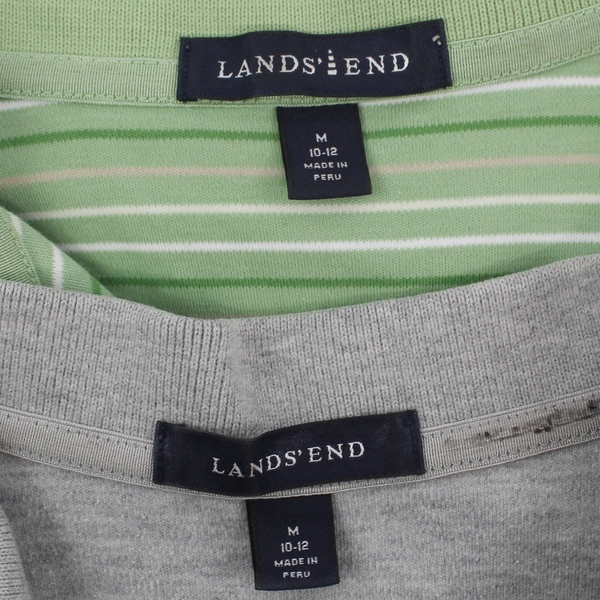 LANDS' END
M
10-12
MADE IN
PERU
LANDS' END
M
10-12
MADE IN
PERU